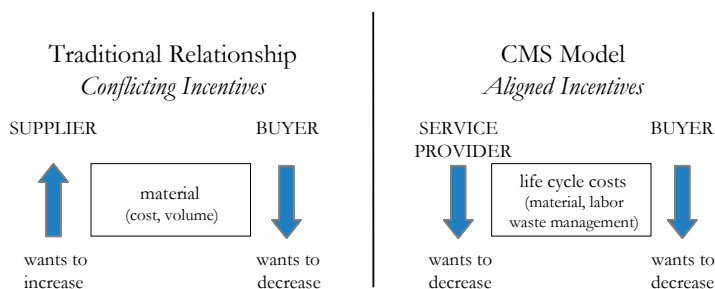 Traditional Relationship
Conflicting Incentives
SUPPLIER
BUYER
material
(cost, volume)
wants to
increase
wants to
decrease
CMS Model
Aligned Incentives
SERVICE
PROVIDER
BUYER
life cycle costs
(material, labor
waste management)
wants to
decrease
wants to
decrease